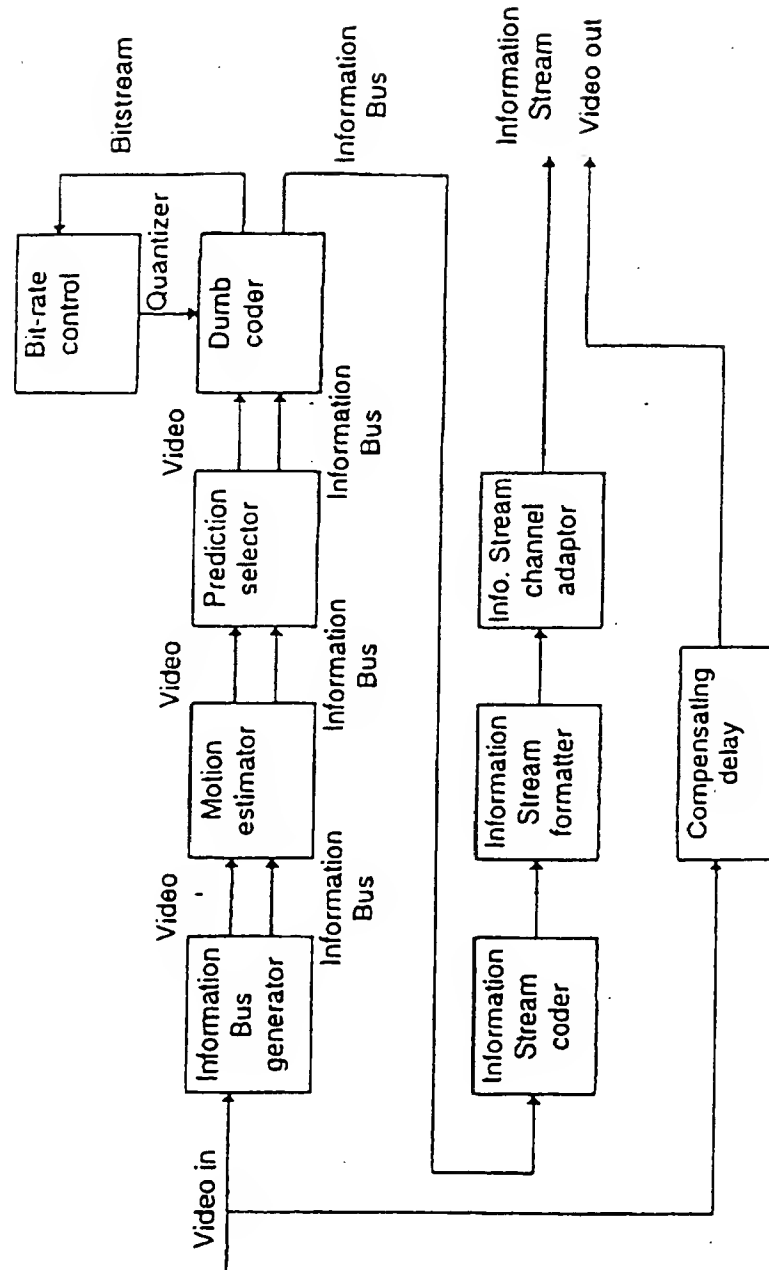 Video in
Information
Bus
generator
Video
Information
Bus
Motion
estimator
Video
Information
Bus
Prediction
selector
Video
Information
Bus
Dumb
coder
Bit-rate
control
Quantizer
Bitstream
Information
Bus
Information
Stream
coder
Information
Stream
formatter
Info. Stream
channel
adaptor
Information
Stream
Video out
Compensating
delay